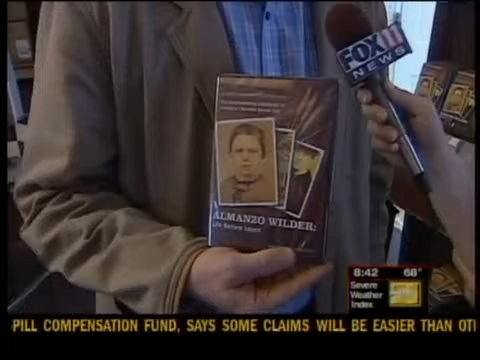 FOX 11
NEWS
ALMANZO WILDER:
Life Before Laura
8:42 68°
Severe
Weather
Index
PILL COMPENSATION FUND, SAYS SOME CLAIMS WILL BE EASIER THAN OT